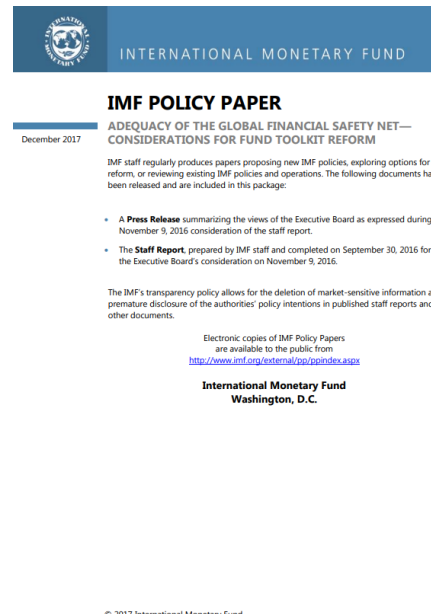 INTERNATIONAL MONETARY FUND
IMF POLICY PAPER
December 2017
ADEQUACY OF THE GLOBAL FINANCIAL SAFETY NET—
CONSIDERATIONS FOR FUND TOOLKIT REFORM
IMF staff regularly produces papers proposing new IMF policies, exploring options for
reform, or reviewing existing IMF policies and operations. The following documents ha
been released and are included in this package:
• A Press Release summarizing the views of the Executive Board as expressed during
November 9, 2016 consideration of the staff report.
• The Staff Report, prepared by IMF staff and completed on September 30, 2016 for
the Executive Board's consideration on November 9, 2016.
The IMF's transparency policy allows for the deletion of market-sensitive information a
premature disclosure of the authorities' policy intentions in published staff reports and
other documents.
Electronic copies of IMF Policy Papers
are available to the public from
http://www.imf.org/external/pp/ppindex.aspx
International Monetary Fund
Washington, D.C.
© 2017 International Monetary Fund